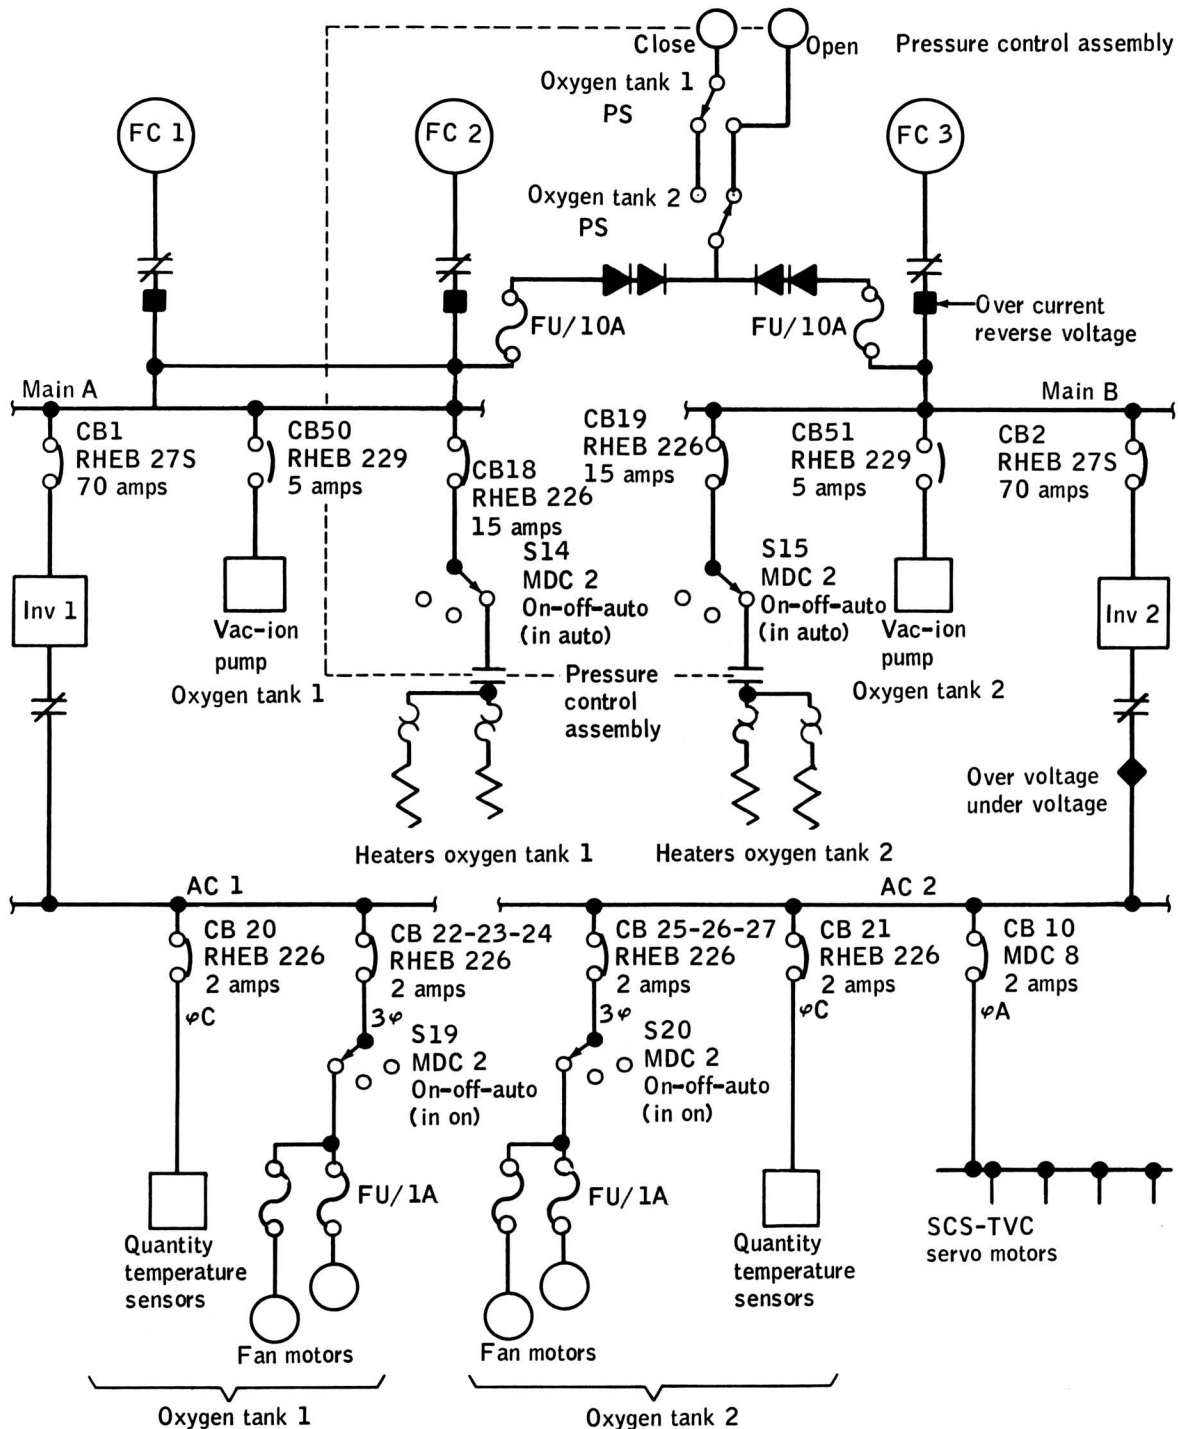 Close
Open
Pressure control assembly
Oxygen tank 1
PS
FC 1
FC 2
FC 3
Oxygen tank 2
PS
FU/10A
FU/10A
Over current
reverse voltage
Main A
Main B
CB1
RHEB 27S
70 amps
CB50
RHEB 229
5 amps
CB18
RHEB 226
15 amps
CB19
RHEB 226
15 amps
CB51
RHEB 229
5 amps
CB2
RHEB 27S
70 amps
S14
MDC 2
On-off-auto
(in auto)
S15
MDC 2
On-off-auto
(in auto)
Inv 1
Vac-ion
pump
Oxygen tank 1
Vac-ion
pump
Oxygen tank 2
Inv 2
Pressure
control
assembly
Over voltage
under voltage
Heaters oxygen tank 1
Heaters oxygen tank 2
AC 1
AC 2
CB 20
RHEB 226
2 amps
φC
CB 22-23-24
RHEB 226
2 amps
3φ
CB 25-26-27
RHEB 226
2 amps
3φ
CB 21
RHEB 226
2 amps
φC
CB 10
MDC 8
2 amps
φA
S19
MDC 2
On-off-auto
(in on)
S20
MDC 2
On-off-auto
(in on)
FU/1A
FU/1A
Quantity
temperature
sensors
Quantity
temperature
sensors
SCS-TVC
servo motors
Fan motors
Fan motors
Oxygen tank 1
Oxygen tank 2